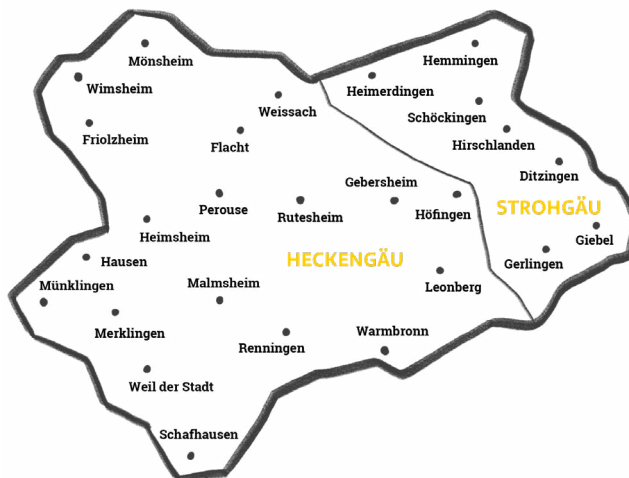 Mönsheim
Hemmingen
Wimsheim
Heimerdingen
Weissach
Schöckingen
Friolzheim
Flacht
Hirschlanden
Ditzingen
Gebersheim
Perouse
Rutesheim
Höfingen
STROHGÄU
Heimsheim
Giebel
Hausen
HECKENGÄU
Gerlingen
Münklingen
Malmsheim
Leonberg
Merklingen
Renningen
Warmbronn
Weil der Stadt
Schafhausen